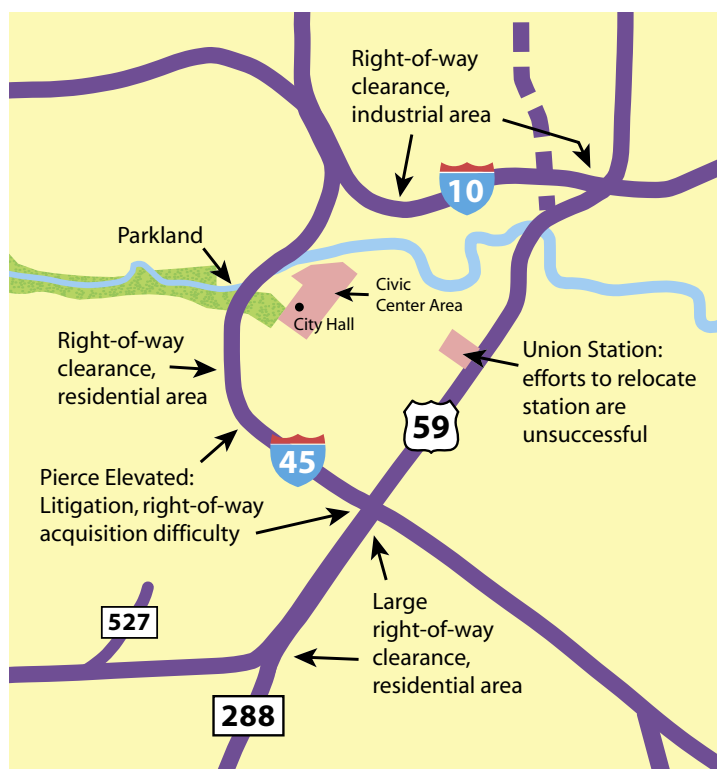 Right-of-way
clearance,
industrial area
10
Parkland
Civic
Center Area
City Hall
Right-of-way
clearance,
residential area
Union Station:
efforts to relocate
station are
unsuccessful
59
45
Pierce Elevated:
Litigation, right-of-way
acquisition difficulty
527
Large
right-of-way
clearance,
residential area
288